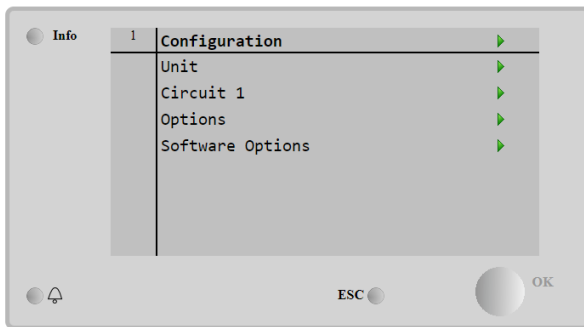 Info
1 Configuration
Unit
Circuit 1
Options
Software Options
ESC
OK